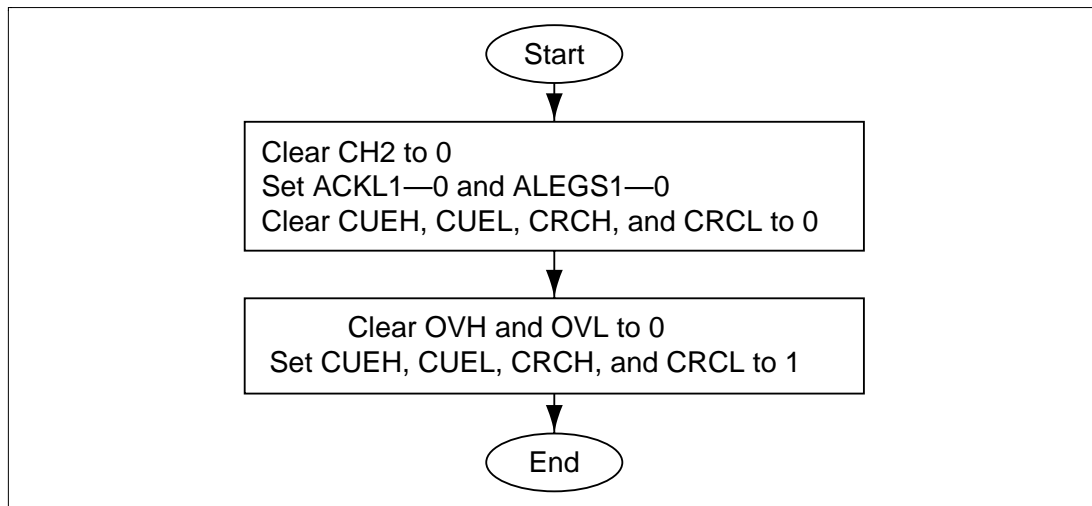 Start
Clear CH2 to 0
Set ACKL1—0 and ALEGS1—0
Clear CUEH, CUEL, CRCH, and CRCL to 0
Clear OVH and OVL to 0
Set CUEH, CUEL, CRCH, and CRCL to 1
End